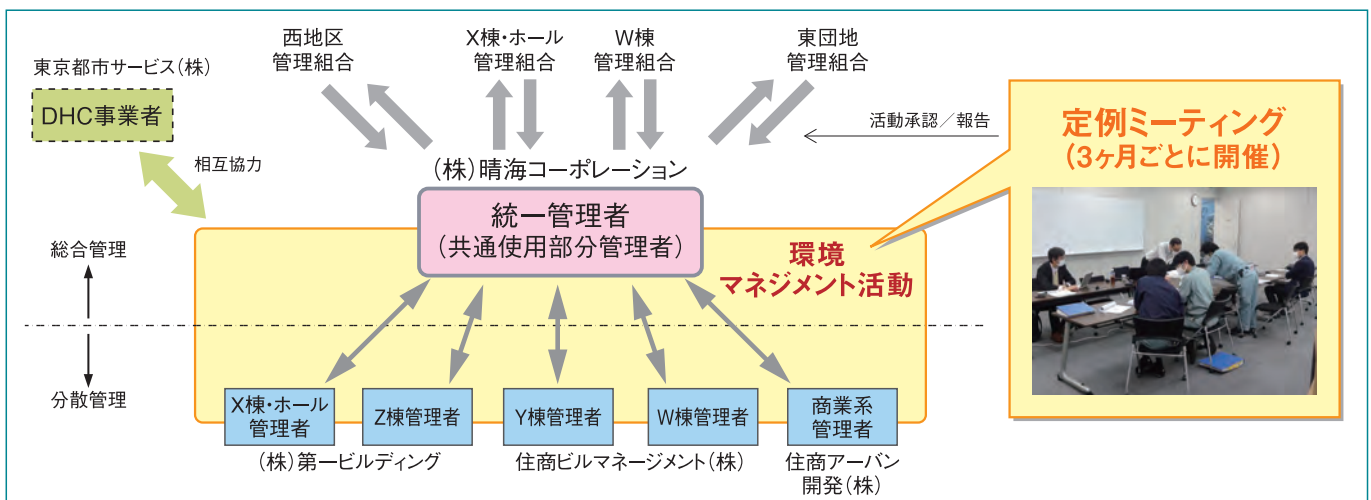 西地区
管理組合
X棟・ホール
管理組合
W棟
管理組合
東団地
管理組合
東京都市サービス(株)
DHC事業者
相互協力
活動承認/報告
定例ミーティング
(3ヶ月ごとに開催)
(株)晴海コーポレーション
統一管理者
(共通使用部分管理者)
環境
マネジメント活動
総合管理
分散管理
X棟・ホール
管理者
Z棟管理者
Y棟管理者
W棟管理者
商業系
管理者
(株)第一ビルディング
住商ビルマネージメント(株)
住商アーバン
開発(株)